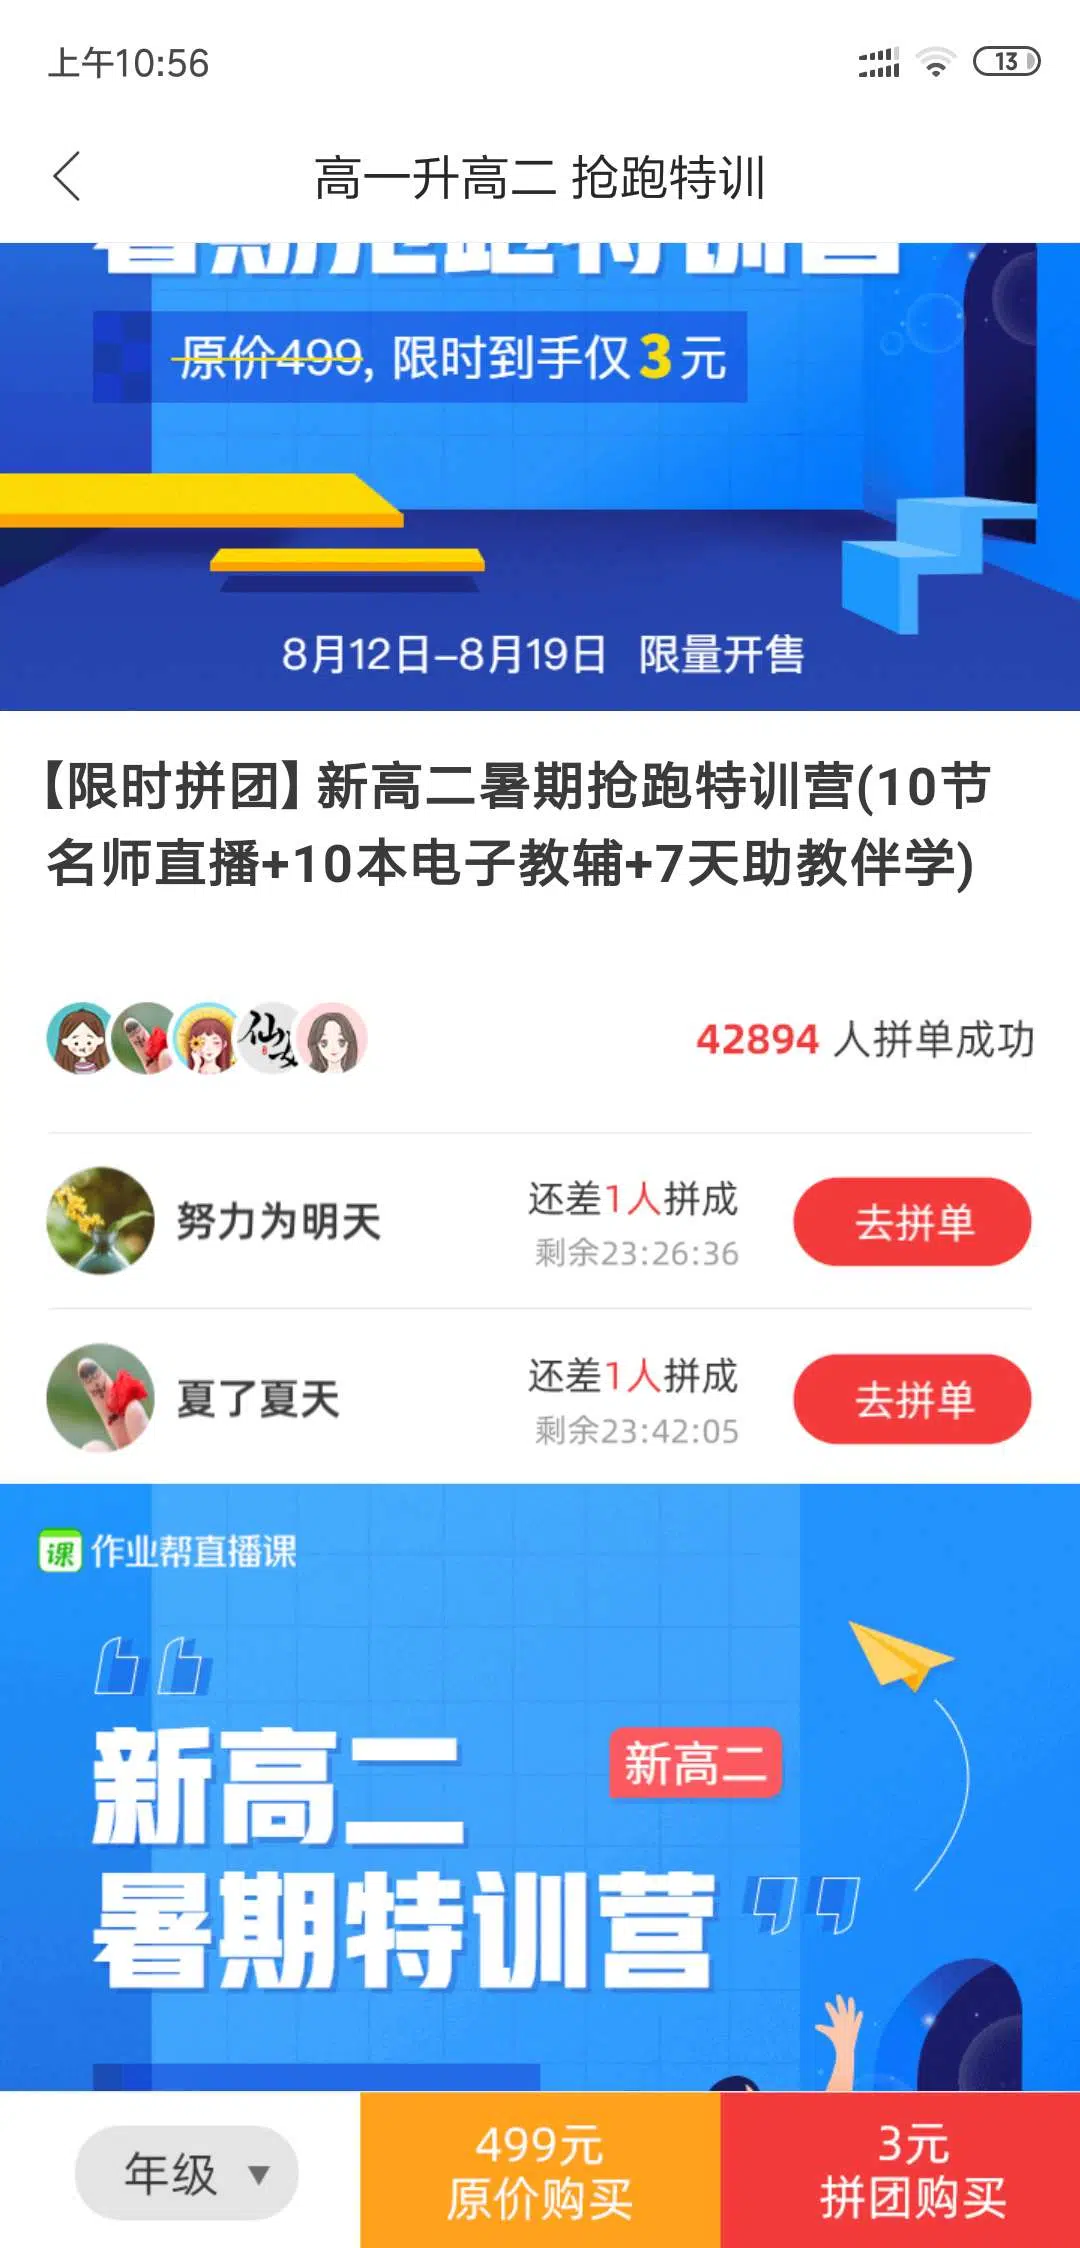 上午10:56
13
高一升高二 抢跑特训
暑期抢跑特训营
原价499, 限时到手仅3元
8月12日-8月19日 限量开售
【限时拼团】新高二暑期抢跑特训营(10节
名师直播+10本电子教辅+7天助教伴学)
仙女
42894 人拼单成功
努力为明天
还差1人拼成
剩余23:26:36
去拼单
夏了夏天
还差1人拼成
剩余23:42:05
去拼单
课 作业帮直播课
新高二
新高二
暑期特训营
年级
499元
原价购买
3元
拼团购买